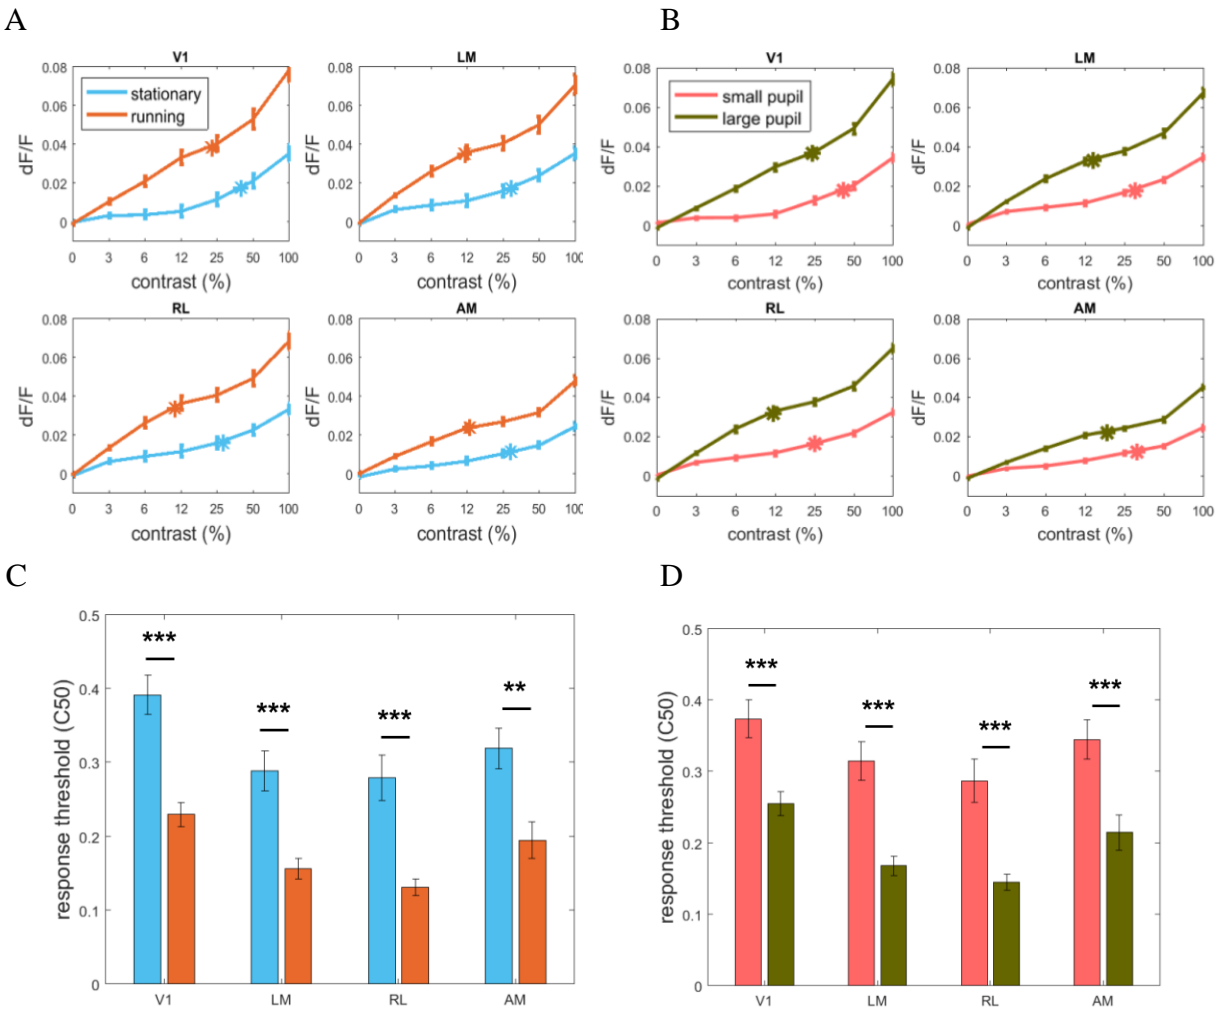 A
B
V1
LM
V1
LM
stationary
running
small pupil
large pupil
0.08
0.06
0.04
0.02
0
dF/F
0 3 6 12 25 50 100
contrast (%)
0.08
0.06
0.04
0.02
0
dF/F
0 3 6 12 25 50 100
contrast (%)
0.08
0.06
0.04
0.02
0
dF/F
0 3 6 12 25 50 100
contrast (%)
0.08
0.06
0.04
0.02
0
dF/F
0 3 6 12 25 50 100
contrast (%)
RL
AM
RL
AM
0.08
0.06
0.04
0.02
0
dF/F
0 3 6 12 25 50 100
contrast (%)
0.08
0.06
0.04
0.02
0
dF/F
0 3 6 12 25 50 100
contrast (%)
0.08
0.06
0.04
0.02
0
dF/F
0 3 6 12 25 50 100
contrast (%)
0.08
0.06
0.04
0.02
0
dF/F
0 3 6 12 25 50 100
contrast (%)
C
D
0.5
0.4
0.3
0.2
0.1
0
response threshold (C50)
***
***
***
**
V1 LM RL AM
0.5
0.4
0.3
0.2
0.1
0
response threshold (C50)
***
***
***
***
V1 LM RL AM